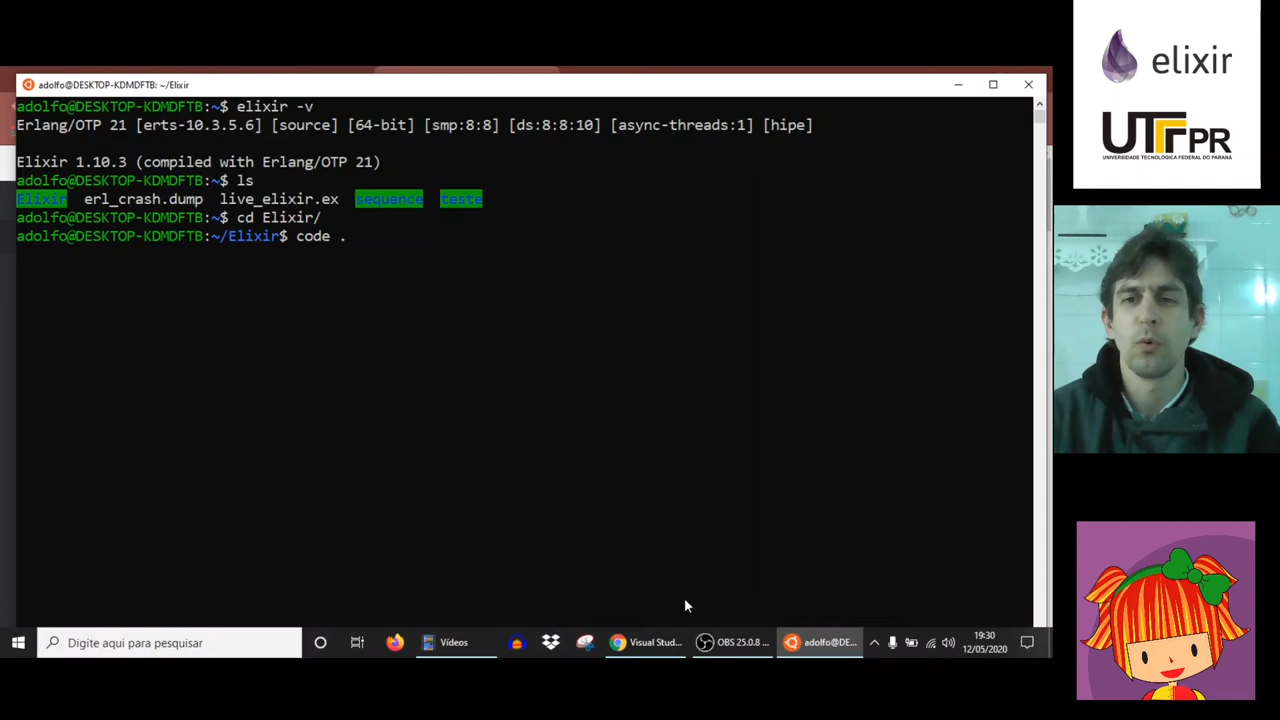 adolfo@DESKTOP-KDMDFTB: ~/Elixir
adolfo@DESKTOP-KDMDFTB:~$ elixir -v
Erlang/OTP 21 [erts-10.3.5.6] [source] [64-bit] [smp:8:8] [ds:8:8:10] [async-threads:1] [hipe]
Elixir 1.10.3 (compiled with Erlang/OTP 21)
adolfo@DESKTOP-KDMDFTB:~$ ls
Elixir erl_crash.dump live_elixir.ex sequence teste
adolfo@DESKTOP-KDMDFTB:~$ cd Elixir/
adolfo@DESKTOP-KDMDFTB:~/Elixir$ code .
elixir
UTFPR
UNIVERSIDADE TECNOLÓGICA FEDERAL DO PARANÁ
Digite aqui para pesquisar
Vídeos
Visual Stud...
OBS 25.0.8 ...
adolfo@DE...
19:30
12/05/2020